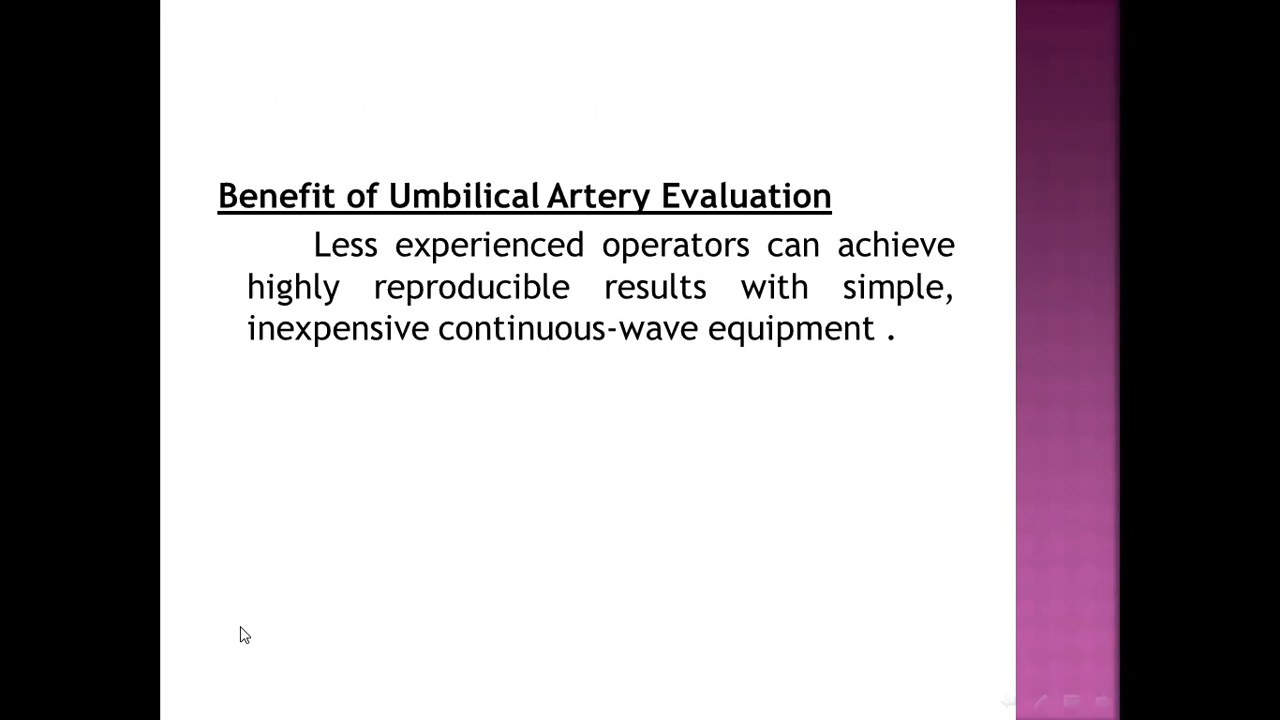 Benefit of Umbilical Artery Evaluation
Less experienced operators can achieve
highly reproducible results with simple,
inexpensive continuous-wave equipment .